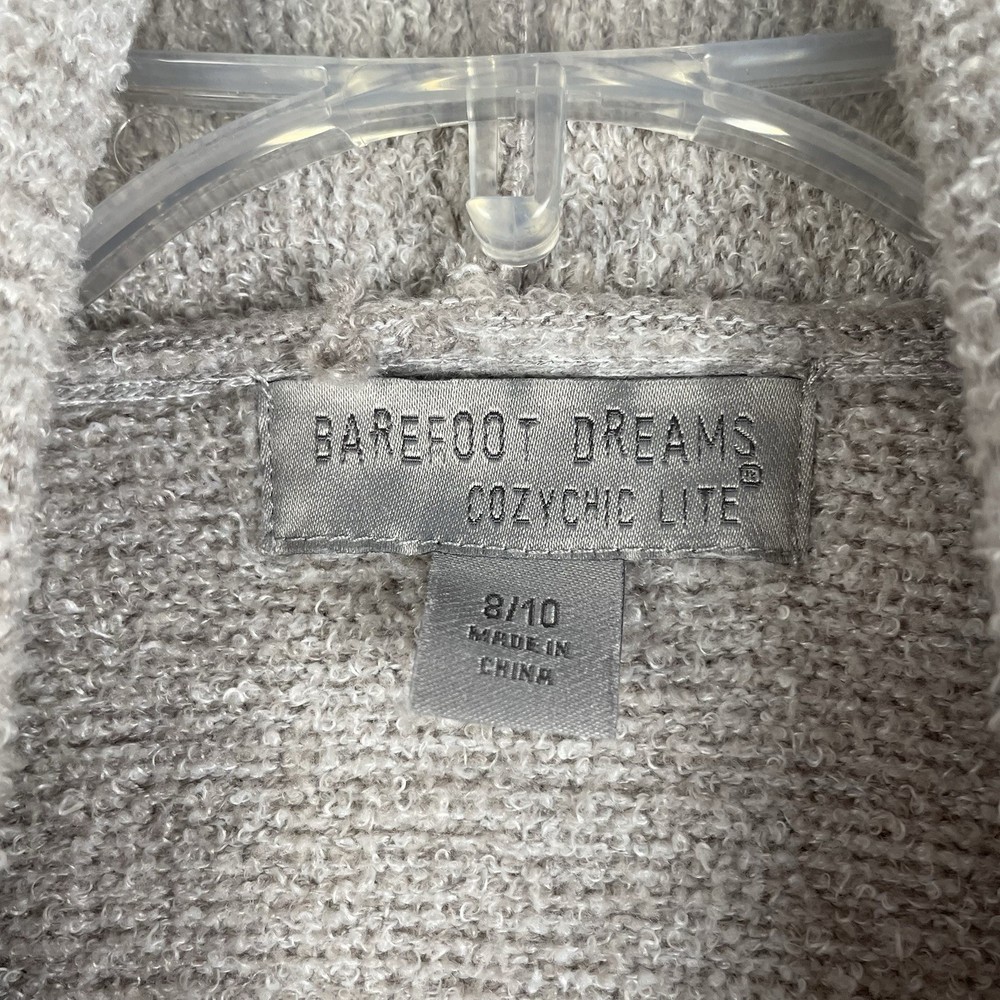 BAREFOOT DREAMS®
COZYCHIC LITE
8/10
MADE IN
CHINA